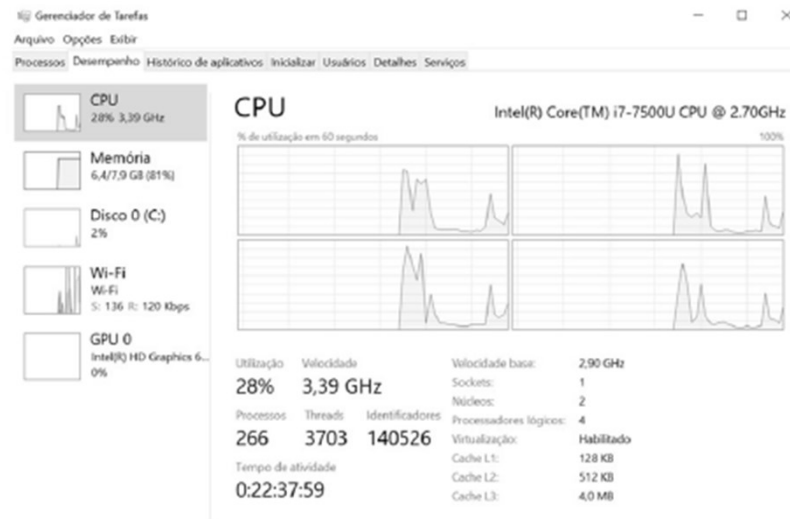 Gerenciador de Tarefas
Arquivo Opções Exibir
Processos Desempenho Histórico de aplicativos Inicializar Usuários Detalhes Serviços
CPU
28% 3,39 GHz
Memória
6,4/7,9 GB (81%)
Disco 0 (C:)
2%
Wi-Fi
Wi-Fi
S: 136 R: 120 Kbps
GPU 0
Intel(R) HD Graphics 6...
0%
CPU
Intel(R) Core(TM) i7-7500U CPU @ 2.70GHz
% de utilização em 60 segundos 100%
Utilização Velocidade
28% 3,39 GHz
Processos Threads Identificadores
266 3703 140526
Tempo de atividade
0:22:37:59
Velocidade base: 2,90 GHz
Sockets: 1
Núcleos: 2
Processadores lógicos: 4
Virtualização: Habilitado
Cache L1: 128 KB
Cache L2: 512 KB
Cache L3: 4,0 MB